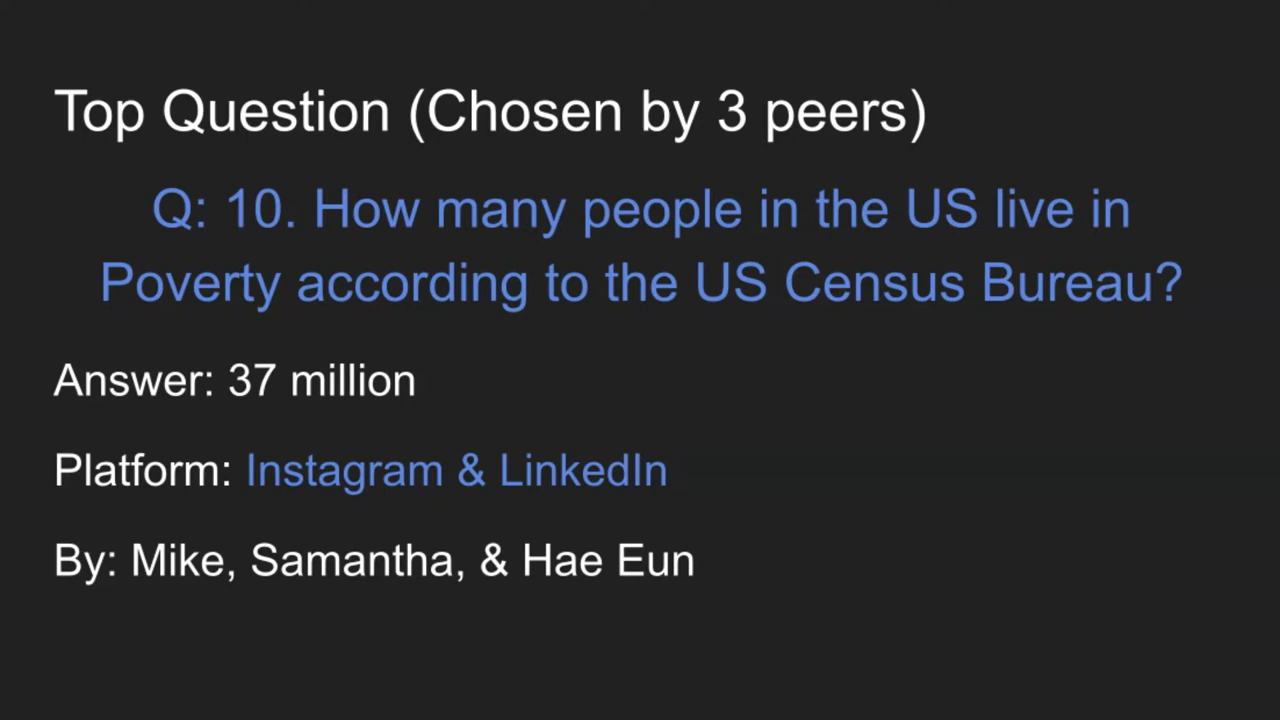 Top Question (Chosen by 3 peers)
Q: 10. How many people in the US live in
Poverty according to the US Census Bureau?
Answer: 37 million
Platform: Instagram & LinkedIn
By: Mike, Samantha, & Hae Eun